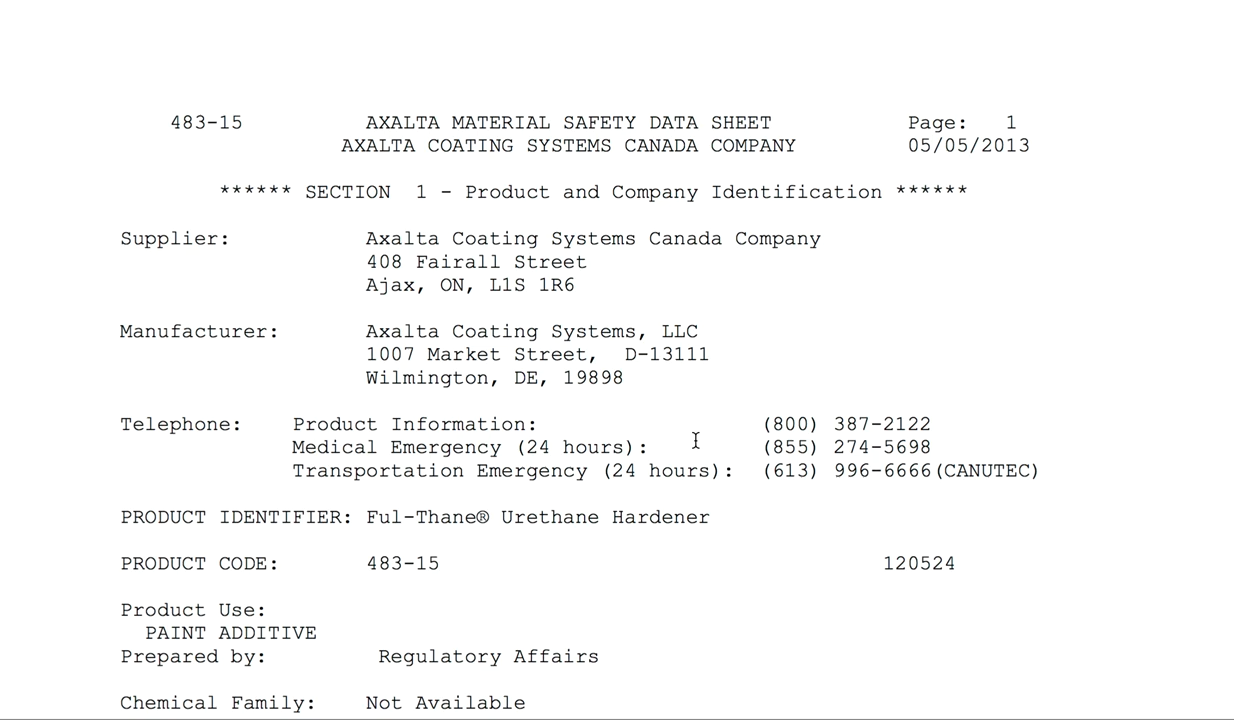 483-15 AXALTA MATERIAL SAFETY DATA SHEET Page: 1
AXALTA COATING SYSTEMS CANADA COMPANY 05/05/2013
****** SECTION 1 - Product and Company Identification ******
Supplier: Axalta Coating Systems Canada Company
408 Fairall Street
Ajax, ON, L1S 1R6
Manufacturer: Axalta Coating Systems, LLC
1007 Market Street, D-13111
Wilmington, DE, 19898
Telephone: Product Information: (800) 387-2122
Medical Emergency (24 hours): (855) 274-5698
Transportation Emergency (24 hours): (613) 996-6666(CANUTEC)
PRODUCT IDENTIFIER: Ful-Thane® Urethane Hardener
PRODUCT CODE: 483-15 120524
Product Use:
PAINT ADDITIVE
Prepared by: Regulatory Affairs
Chemical Family: Not Available